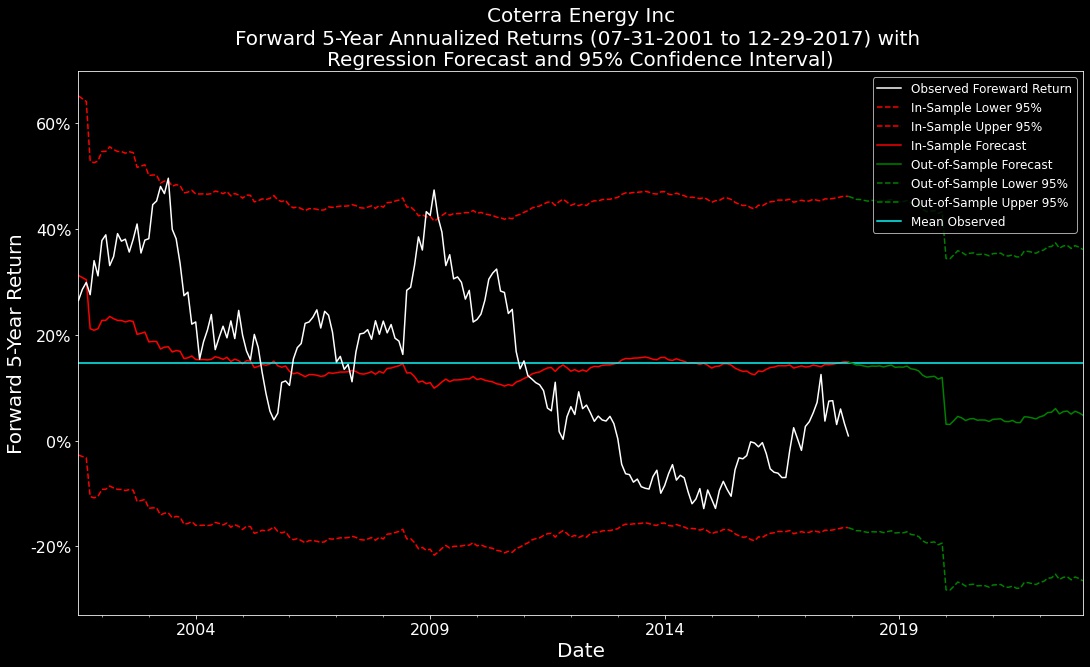 Coterra Energy Inc
Forward 5-Year Annualized Returns (07-31-2001 to 12-29-2017) with
Regression Forecast and 95% Confidence Interval)
Observed Foreward Return
In-Sample Lower 95%
In-Sample Upper 95%
In-Sample Forecast
Out-of-Sample Forecast
Out-of-Sample Lower 95%
Out-of-Sample Upper 95%
Mean Observed
Forward 5-Year Return
60%
40%
20%
0%
-20%
2004
2009
2014
2019
Date